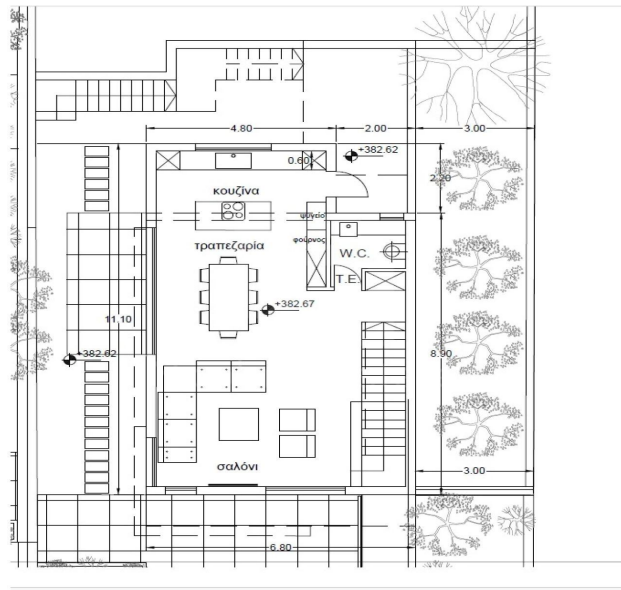 4.80
2.00
3.00
+382.62
0.60
2.20
κουζίνα
ψυγείο
τραπεζαρία
φούρνος
W.C.
T.E.
+382.67
11.10
+382.62
8.90
σαλόνι
3.00
6.80